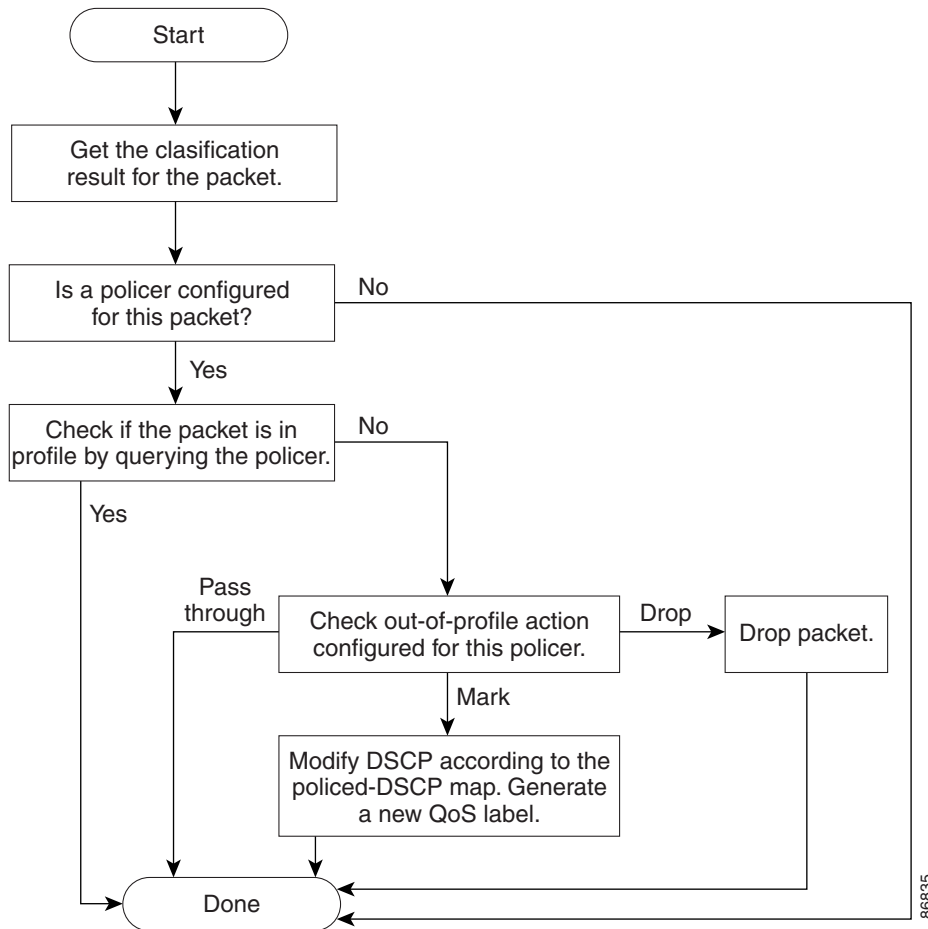 Start
Get the clasification
result for the packet.
Is a policer configured
for this packet?
No
Yes
Check if the packet is in
profile by querying the policer.
No
Yes
Pass
through
Check out-of-profile action
configured for this policer.
Drop
Drop packet.
Mark
Modify DSCP according to the
policed-DSCP map. Generate
a new QoS label.
Done
86835